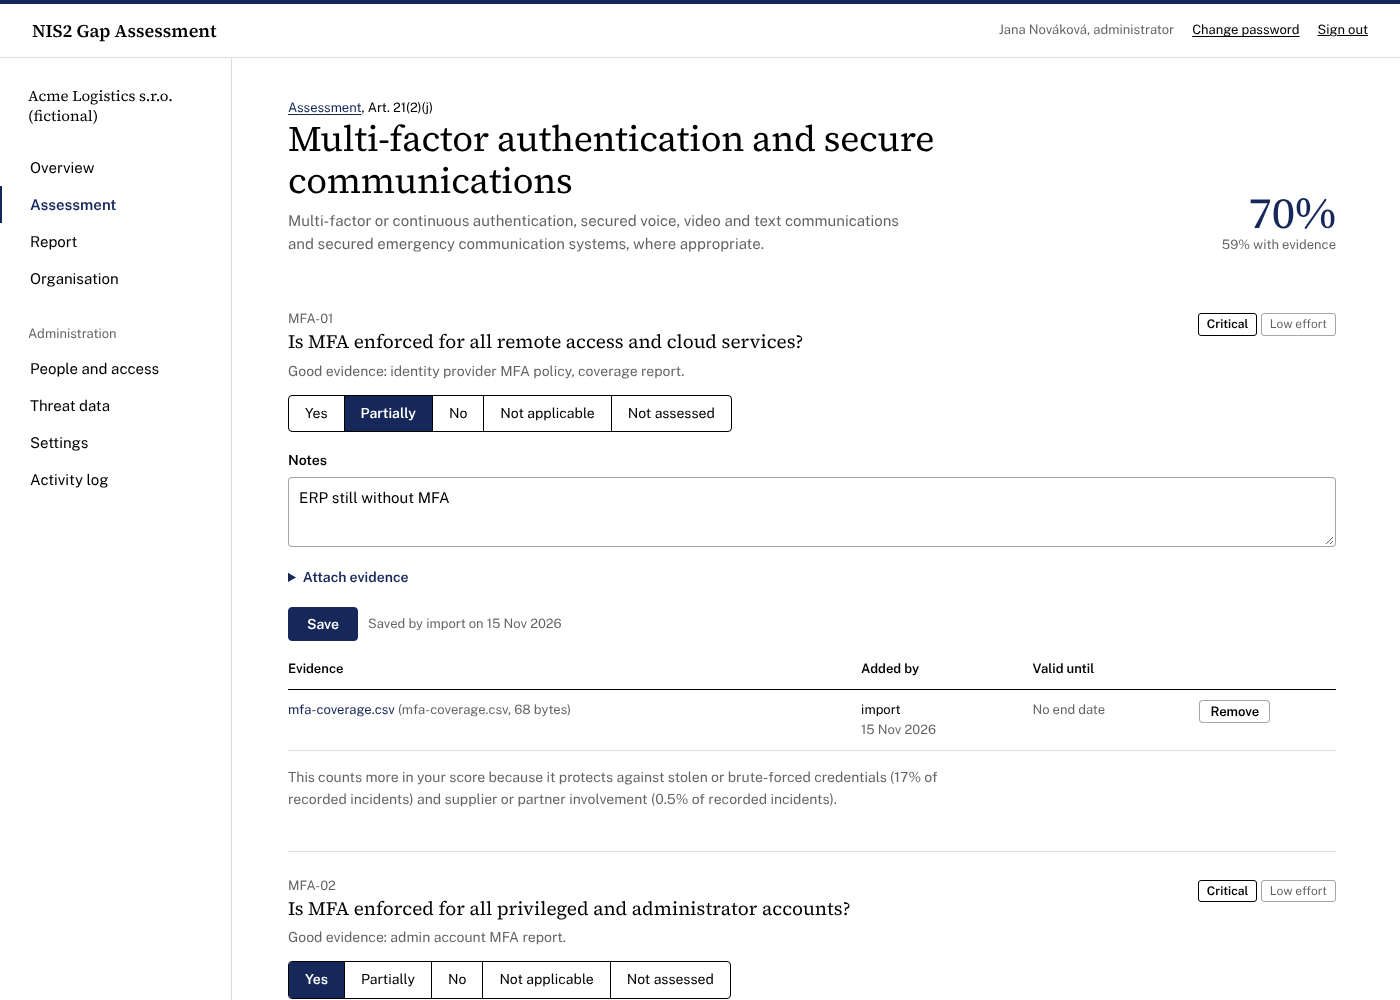 NIS2 Gap Assessment
Jana Nováková, administrator Change password Sign out
Acme Logistics s.r.o.
(fictional)
Overview
Assessment
Report
Organisation
Administration
People and access
Threat data
Settings
Activity log
Assessment, Art. 21(2)(j)
Multi-factor authentication and secure
communications
Multi-factor or continuous authentication, secured voice, video and text communications
and secured emergency communication systems, where appropriate.
70%
59% with evidence
MFA-01
Is MFA enforced for all remote access and cloud services?
Critical Low effort
Good evidence: identity provider MFA policy, coverage report.
Yes Partially No Not applicable Not assessed
Notes
ERP still without MFA
Attach evidence
Save Saved by import on 15 Nov 2026
Evidence Added by Valid until
mfa-coverage.csv (mfa-coverage.csv, 68 bytes) import No end date Remove
15 Nov 2026
This counts more in your score because it protects against stolen or brute-forced credentials (17% of
recorded incidents) and supplier or partner involvement (0.5% of recorded incidents).
MFA-02
Is MFA enforced for all privileged and administrator accounts?
Critical Low effort
Good evidence: admin account MFA report.
Yes Partially No Not applicable Not assessed